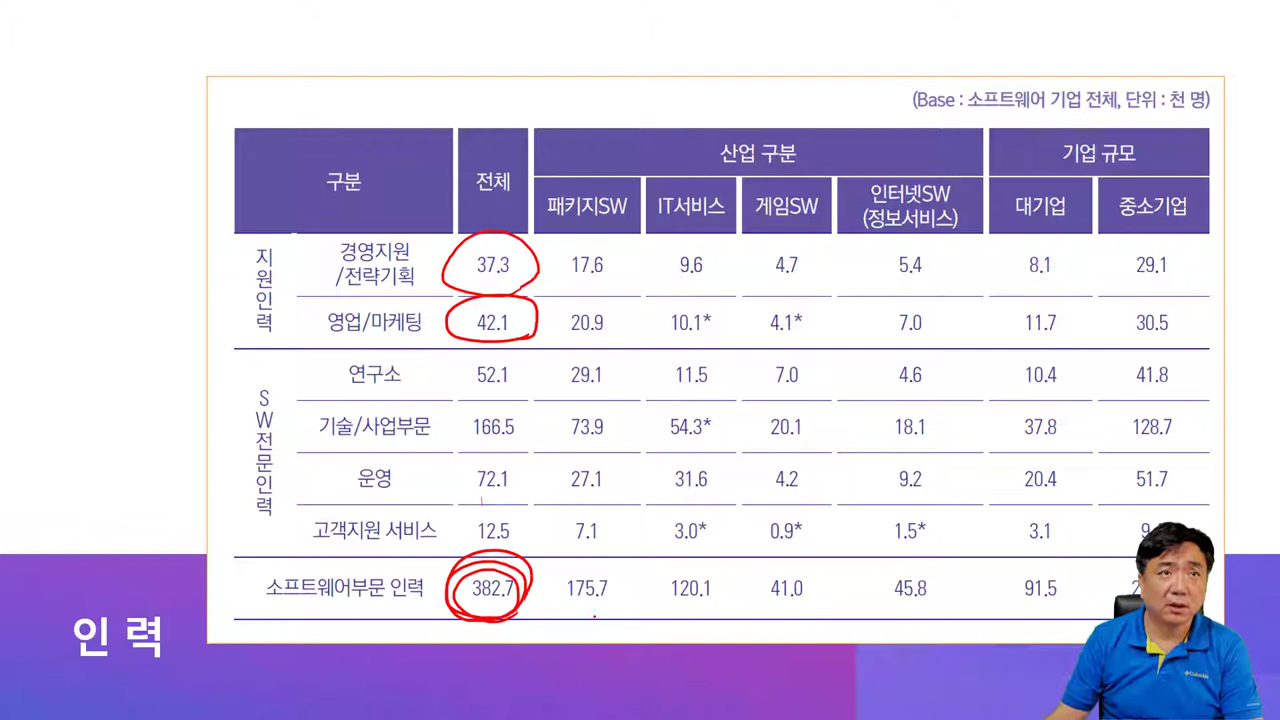 (Base : 소프트웨어 기업 전체, 단위 : 천 명)
구분 전체 산업 구분 기업 규모
패키지SW IT서비스 게임SW 인터넷SW (정보서비스) 대기업 중소기업
지원인력
경영지원 /전략기획 37.3 17.6 9.6 4.7 5.4 8.1 29.1
영업/마케팅 42.1 20.9 10.1* 4.1* 7.0 11.7 30.5
SW전문인력
연구소 52.1 29.1 11.5 7.0 4.6 10.4 41.8
기술/사업부문 166.5 73.9 54.3* 20.1 18.1 37.8 128.7
운영 72.1 27.1 31.6 4.2 9.2 20.4 51.7
고객지원 서비스 12.5 7.1 3.0* 0.9* 1.5* 3.1
소프트웨어부문 인력 382.7 175.7 120.1 41.0 45.8 91.5
인 력
Columbia